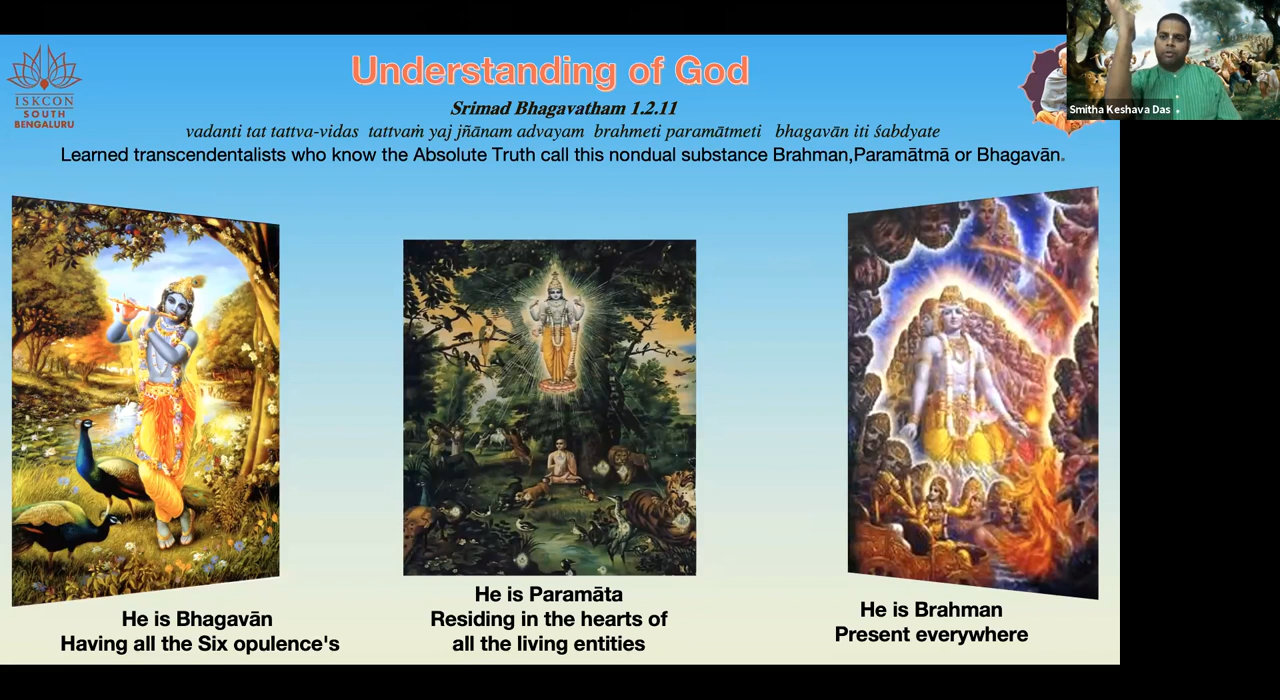 ISKCON
SOUTH
BENGALURU
Understanding of God
Srimad Bhagavatham 1.2.11
vadanti tat tattva-vidas tattvaṁ yaj jñānam advayam brahmeti paramātmeti bhagavān iti śabdyate
Learned transcendentalists who know the Absolute Truth call this nondual substance Brahman,Paramātmā or Bhagavān.
Smitha Keshava Das
He is Bhagavān
Having all the Six opulence's
He is Paramāta
Residing in the hearts of
all the living entities
He is Brahman
Present everywhere